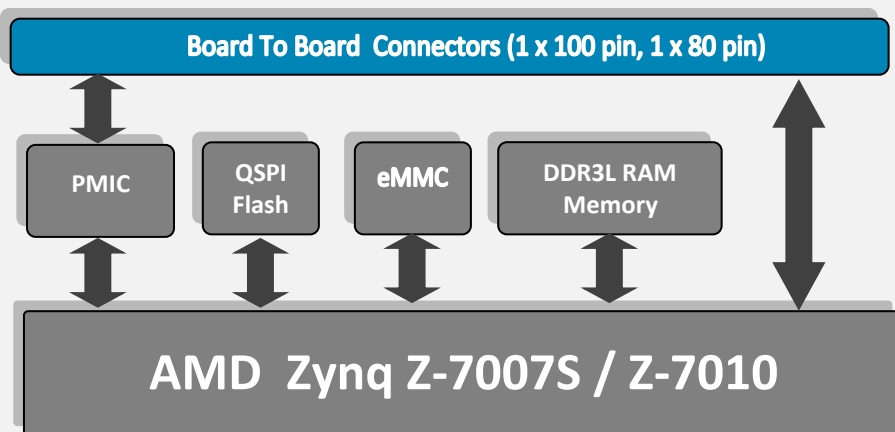 Board To Board Connectors (1 x 100 pin, 1 x 80 pin)
PMIC
QSPI
Flash
eMMC
DDR3L RAM
Memory
AMD Zynq Z-7007S / Z-7010